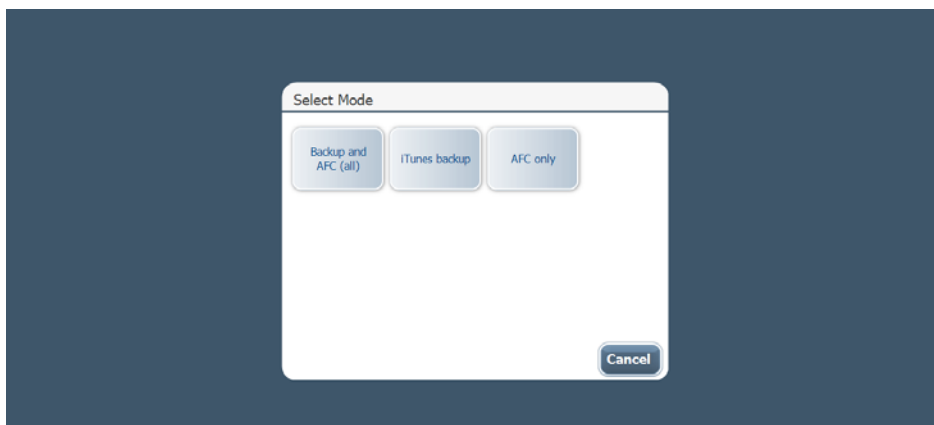 Select Mode
Backup and
AFC (all)
iTunes backup
AFC only
Cancel